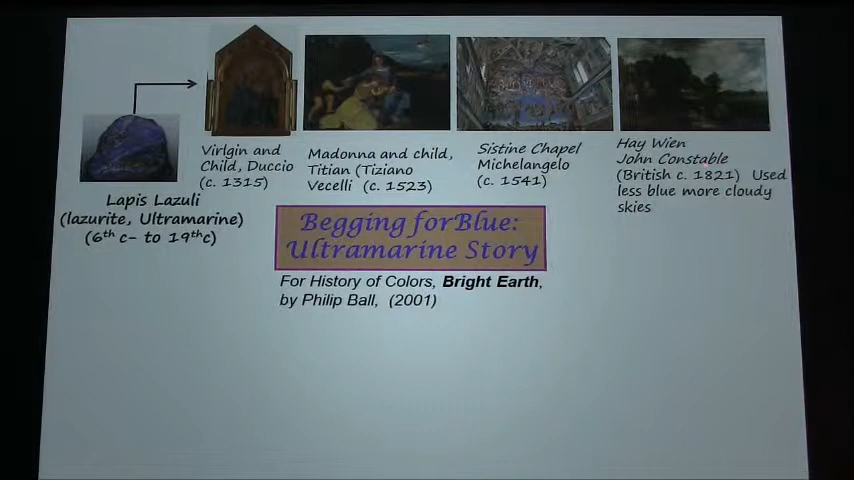 Virlgin and
Child, Duccio
(c. 1315)
Madonna and child,
Titian (Tiziano
Vecelli (c. 1523)
Sistine Chapel
Michelangelo
(c. 1541)
Hay Wien
John Constable
(British c. 1821) Used
less blue more cloudy
skies
Lapis Lazuli
(lazurite, Ultramarine)
(6th c- to 19thc)
Begging forBlue:
Ultramarine Story
For History of Colors, Bright Earth,
by Philip Ball, (2001)